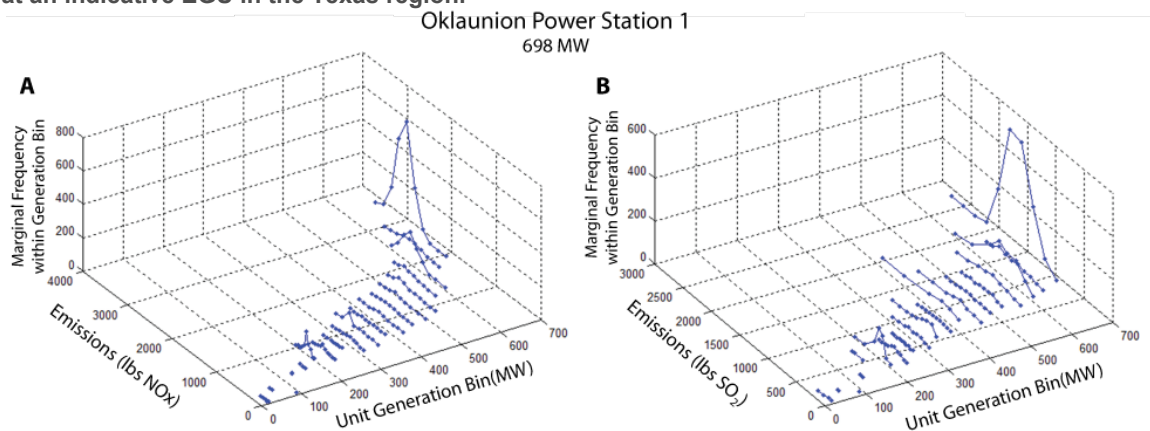 at an indicative EGU in the Texas region.
Oklaunion Power Station 1
698 MW
A
Marginal Frequency
within Generation Bin
800
600
400
200
0
4000
3000
2000
1000
0
Emissions (lbs NOx)
0
100
200
300
400
500
600
700
Unit Generation Bin(MW)
B
Marginal Frequency
within Generation Bin
600
400
200
0
3000
2500
2000
1500
1000
500
0
Emissions (lbs SO2)
0
100
200
300
400
500
600
700
Unit Generation Bin(MW)